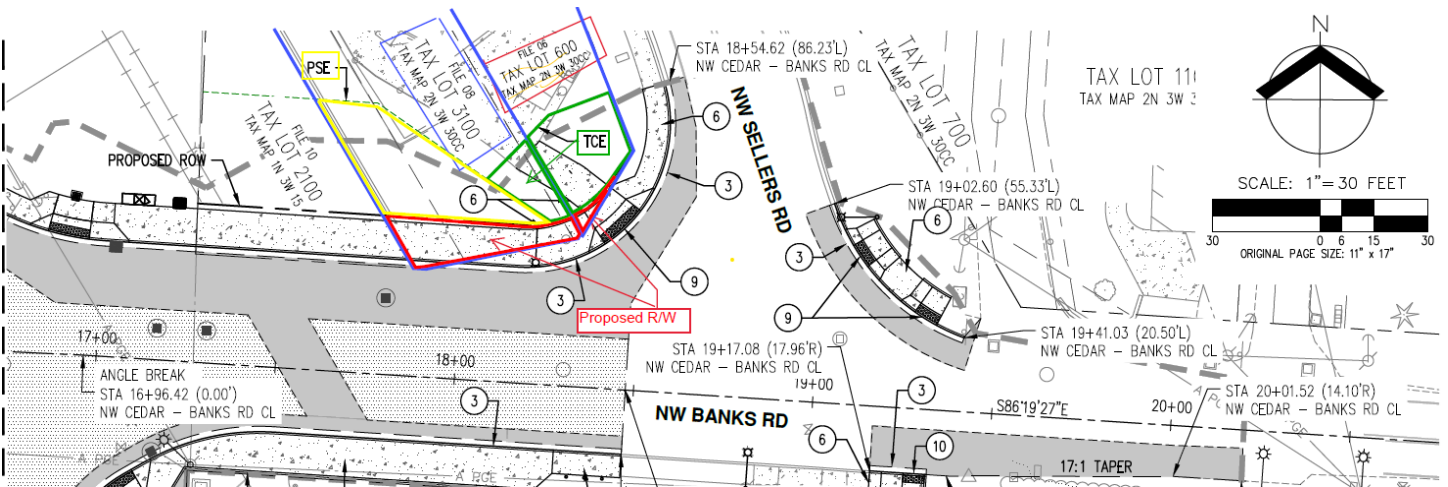 PSE
FILE 08
TAX LOT 3100
TAX MAP 2N 3W 30CC
FILE 06
TAX LOT 600
TAX MAP 2N 3W 30CC
STA 18+54.62 (86.23'L)
NW CEDAR – BANKS RD CL
TAX LOT 700
TAX MAP 2N 3W 30CC
TAX LOT 11
TAX MAP 2N 3W
N
SCALE: 1"=30 FEET
30
0
6
15
30
ORIGINAL PAGE SIZE: 11" x 17"
FILE 10
TAX LOT 2100
TAX MAP 1N 3W 15
PROPOSED ROW
TCE
6
6
3
NW SELLERS RD
STA 19+02.60 (55.33'L)
NW CEDAR – BANKS RD CL
6
3
9
3
9
Proposed R/W
17+00
18+00
19+00
20+00
S86°19'27"E
ANGLE BREAK
STA 16+96.42 (0.00')
NW CEDAR – BANKS RD CL
STA 19+17.08 (17.96'R)
NW CEDAR – BANKS RD CL
STA 19+41.03 (20.50'L)
NW CEDAR – BANKS RD CL
STA 20+01.52 (14.10'R)
NW CEDAR – BANKS RD CL
3
NW BANKS RD
3
6
10
17:1 TAPER
A PGE